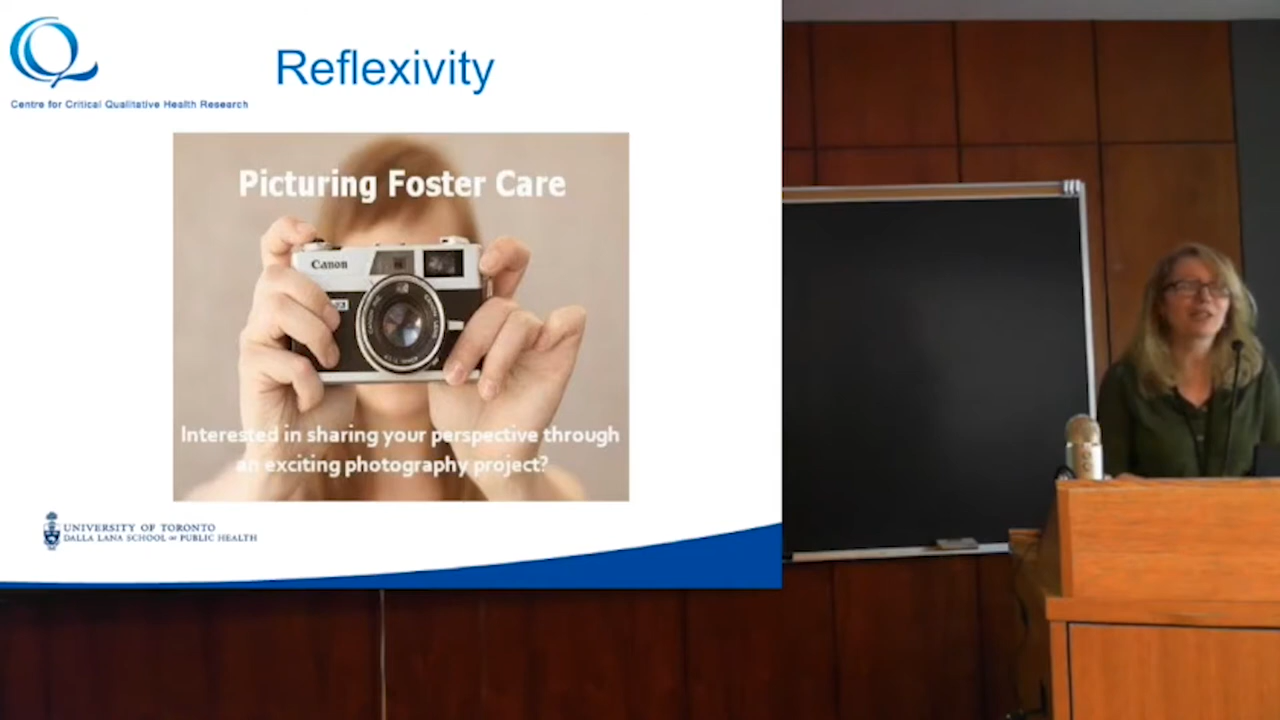 Reflexivity
Centre for Critical Qualitative Health Research
Picturing Foster Care
Canon
Interested in sharing your perspective through
an exciting photography project?
UNIVERSITY OF TORONTO
DALLA LANA SCHOOL OF PUBLIC HEALTH